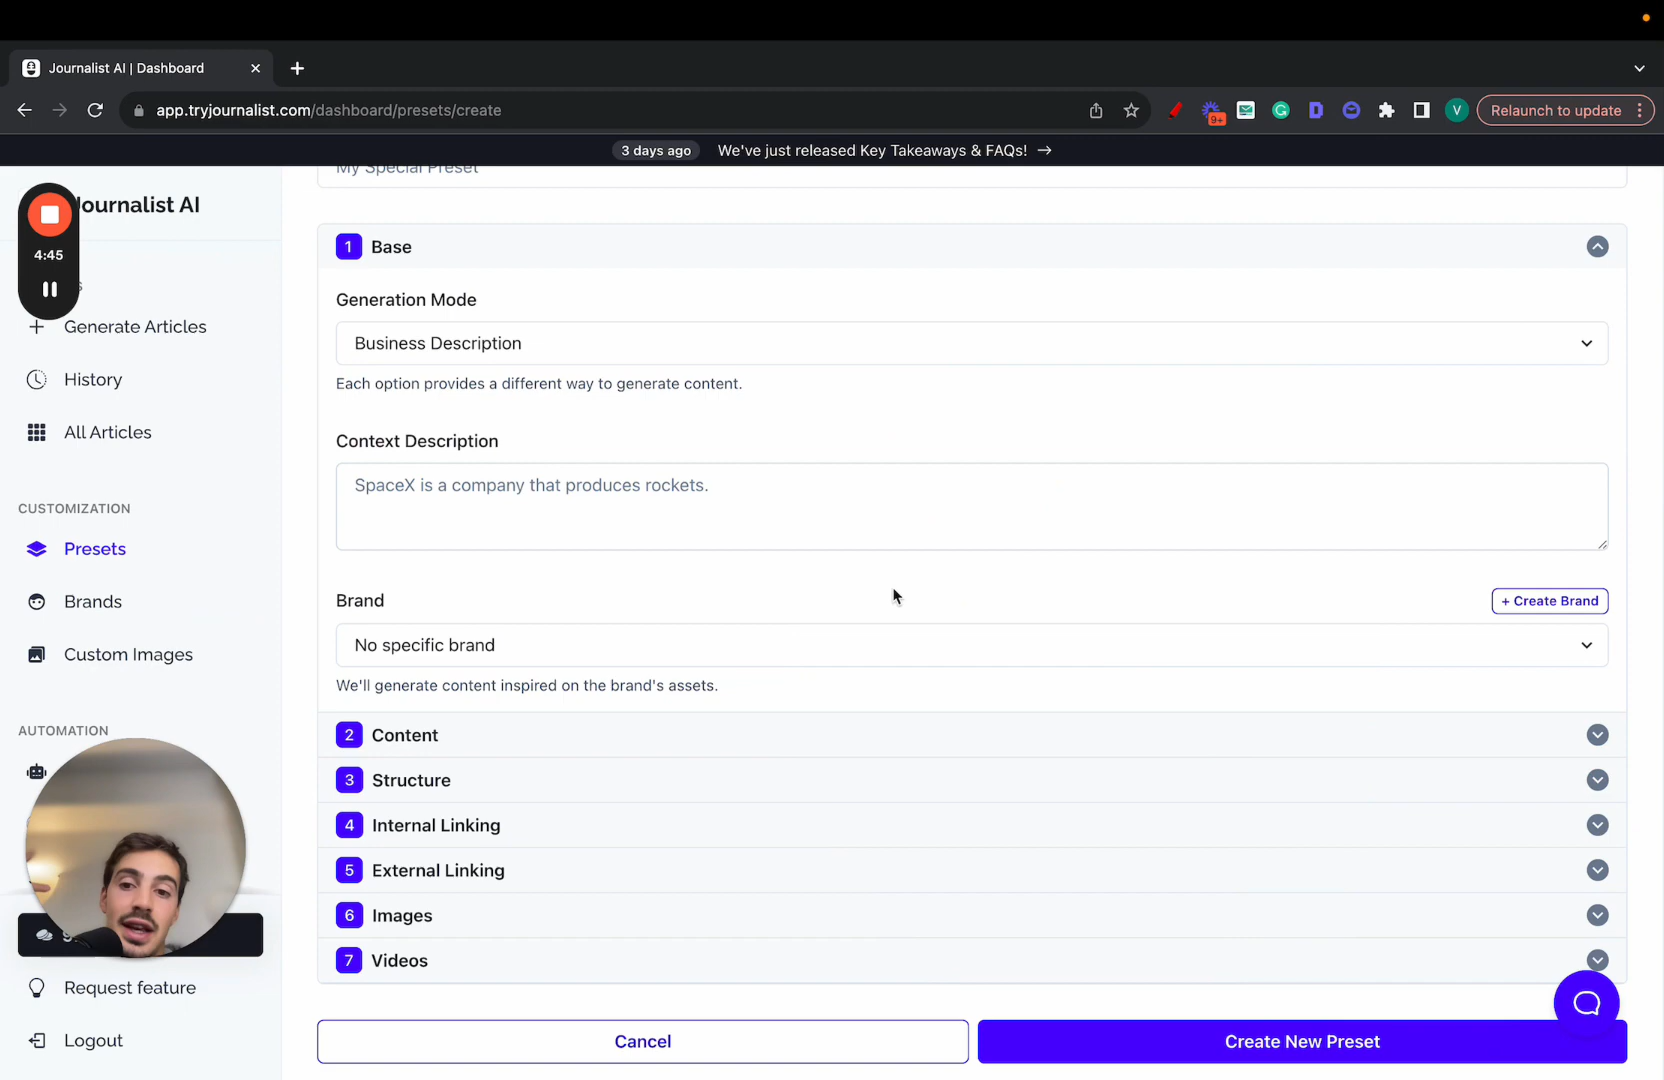 Journalist AI | Dashboard
app.tryjournalist.com/dashboard/presets/create
9+
G
D
V
Relaunch to update
3 days ago We've just released Key Takeaways & FAQs! →
My Special Preset
Journalist AI
4:45
Generate Articles
History
All Articles
CUSTOMIZATION
Presets
Brands
Custom Images
AUTOMATION
Request feature
Logout
1 Base
Generation Mode
Business Description
Each option provides a different way to generate content.
Context Description
SpaceX is a company that produces rockets.
Brand
+ Create Brand
No specific brand
We'll generate content inspired on the brand's assets.
2 Content
3 Structure
4 Internal Linking
5 External Linking
6 Images
7 Videos
Cancel
Create New Preset